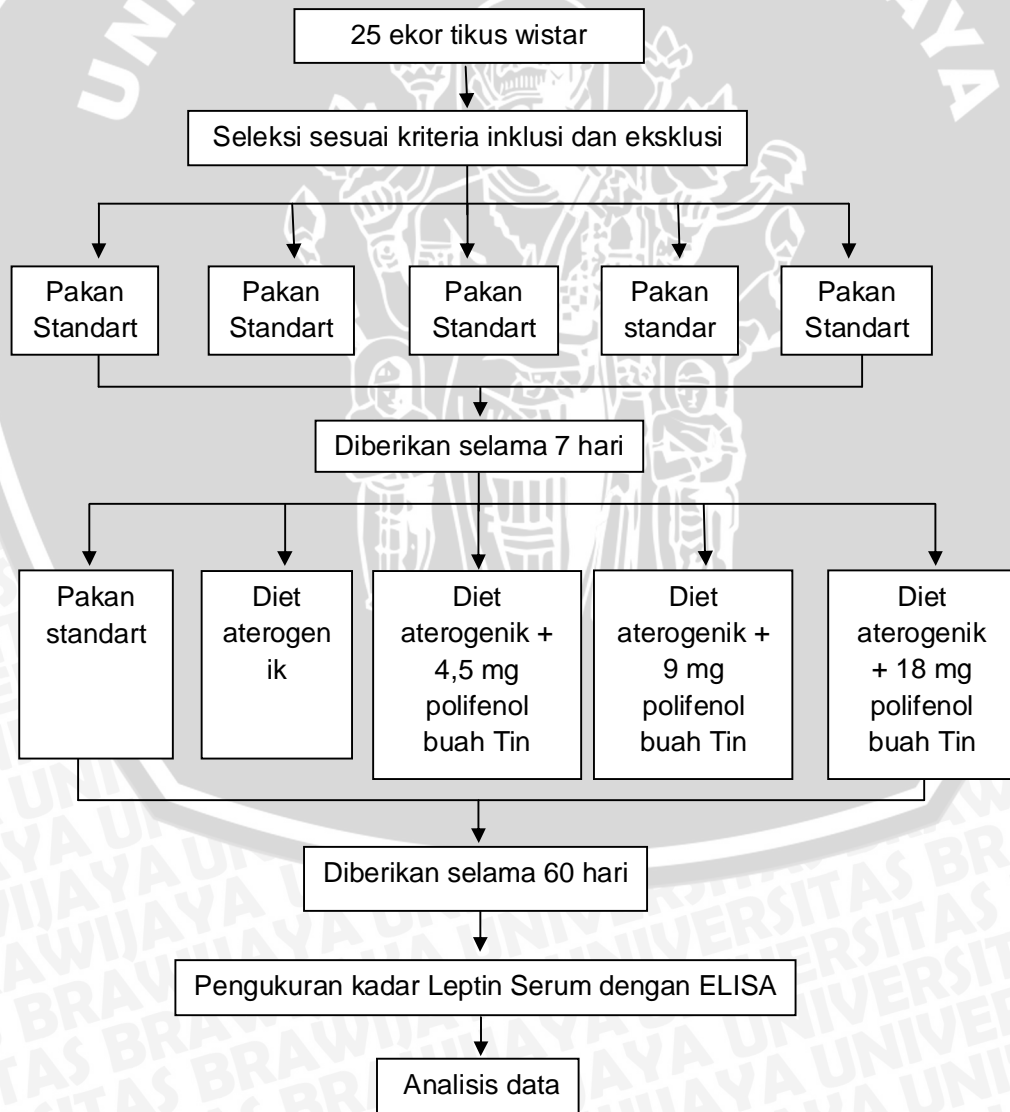 25 ekor tikus wistar
Seleksi sesuai kriteria inklusi dan eksklusi
Pakan
Standart
Pakan
Standart
Pakan
Standart
Pakan
standar
Pakan
Standart
Diberikan selama 7 hari
Pakan
standart
Diet
aterogen
ik
Diet
aterogenik +
4,5 mg
polifenol
buah Tin
Diet
aterogenik +
9 mg
polifenol
buah Tin
Diet
aterogenik
+ 18 mg
polifenol
buah Tin
Diberikan selama 60 hari
Pengukuran kadar Leptin Serum dengan ELISA
Analisis data